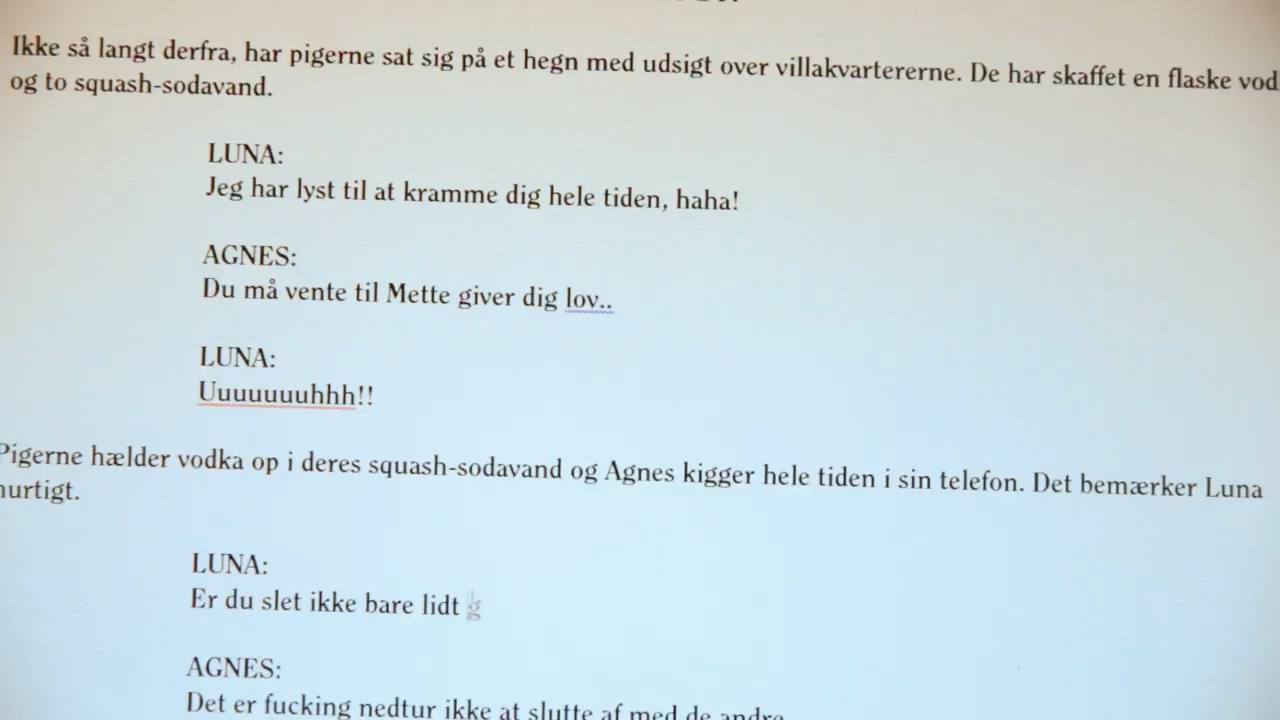 Ikke så langt derfra, har pigerne sat sig på et hegn med udsigt over villakvartererne. De har skaffet en flaske vod
og to squash-sodavand.
LUNA:
Jeg har lyst til at kramme dig hele tiden, haha!
AGNES:
Du må vente til Mette giver dig lov..
LUNA:
Uuuuuuuhhh!!
Pigerne hælder vodka op i deres squash-sodavand og Agnes kigger hele tiden i sin telefon. Det bemærker Luna
hurtigt.
LUNA:
Er du slet ikke bare lidt g
AGNES:
Det er fucking nedtur ikke at slutte af med de andre